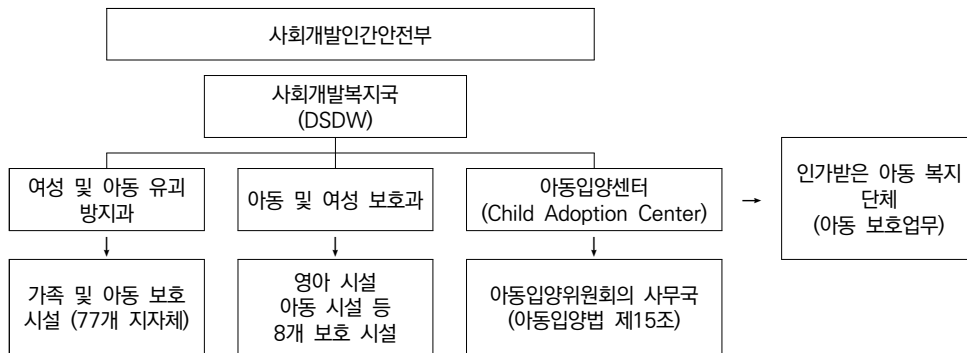 사회개발인간안전부
사회개발복지국
(DSDW)
여성 및 아동 유괴
방지과
아동 및 여성 보호과
아동입양센터
(Child Adoption Center)
→
인가받은 아동 복지
단체
(아동 보호업무)
↓
↓
↓
가족 및 아동 보호
시설 (77개 지자체)
영아 시설
아동 시설 등
8개 보호 시설
아동입양위원회의 사무국
(아동입양법 제15조)